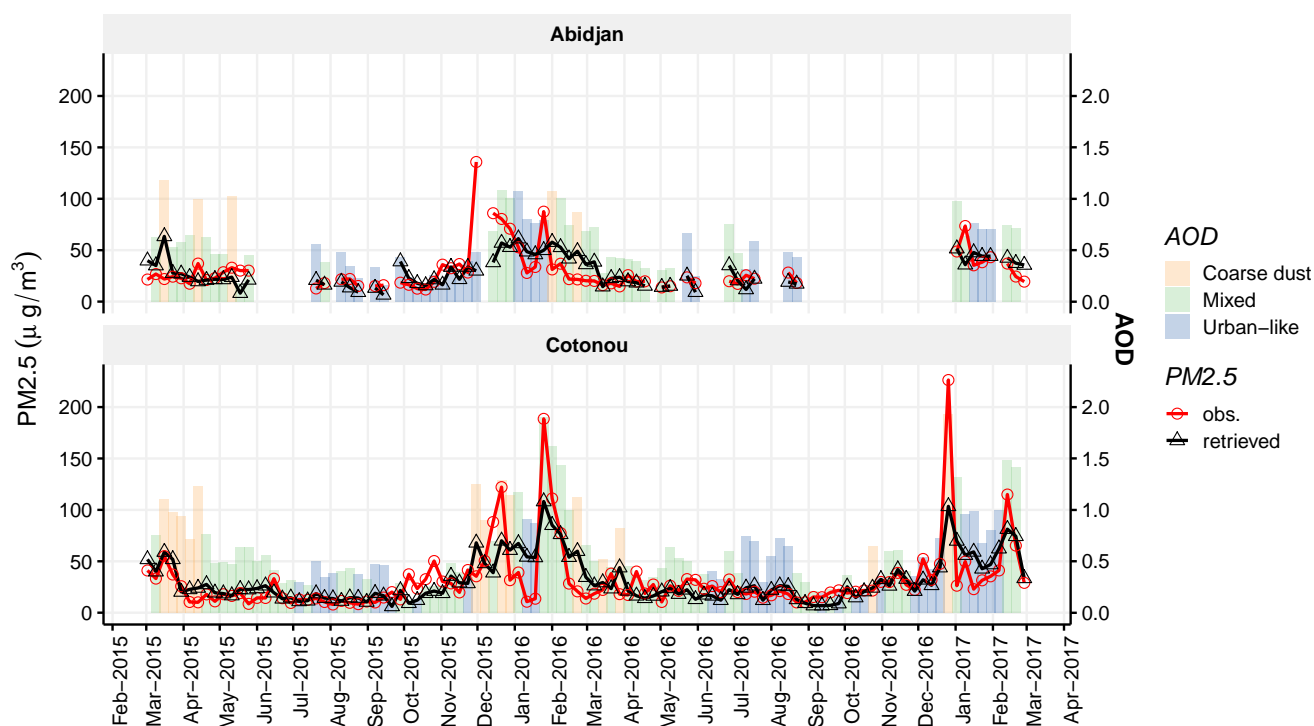 Abidjan
200
150
100
50
0
2.0
1.5
1.0
0.5
0.0
Cotonou
200
150
100
50
0
2.0
1.5
1.0
0.5
0.0
PM2.5 (μ g / m³)
AOD
Feb−2015
Mar−2015
Apr−2015
May−2015
Jun−2015
Jul−2015
Aug−2015
Sep−2015
Oct−2015
Nov−2015
Dec−2015
Jan−2016
Feb−2016
Mar−2016
Apr−2016
May−2016
Jun−2016
Jul−2016
Aug−2016
Sep−2016
Oct−2016
Nov−2016
Dec−2016
Jan−2017
Feb−2017
Mar−2017
Apr−2017
AOD
Coarse dust
Mixed
Urban−like
PM2.5
obs.
retrieved